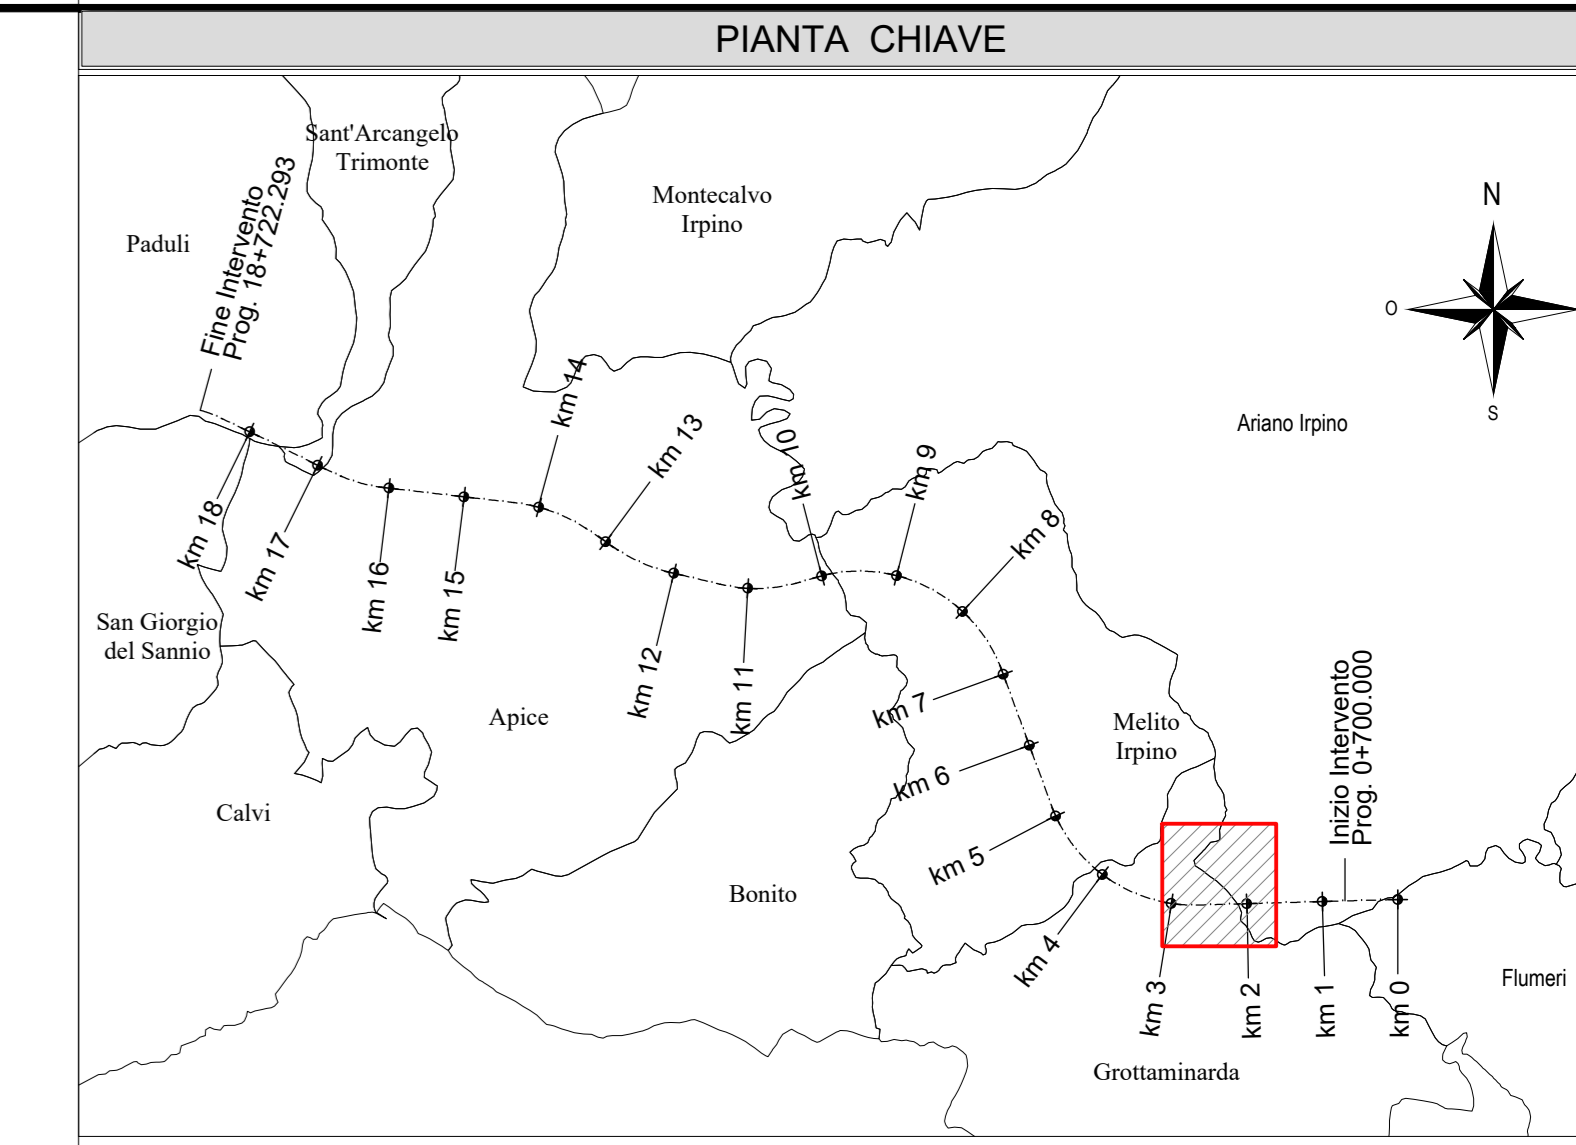 PIANTA CHIAVE
Sant'Arcangelo
Trimonte
Montecalvo
Irpino
Paduli
Fine Intervento
Prog. 18+722.293
N
O
S
Ariano Irpino
km 14
km 13
km 10
km 9
km 8
km 18
km 17
km 16
km 15
km 12
km 11
km 7
km 6
km 5
km 4
San Giorgio
del Sannio
Apice
Melito
Irpino
Inizio Intervento
Prog. 0+700.000
Calvi
Bonito
km 3
km 2
km 1
km 0
Flumeri
Grottaminarda